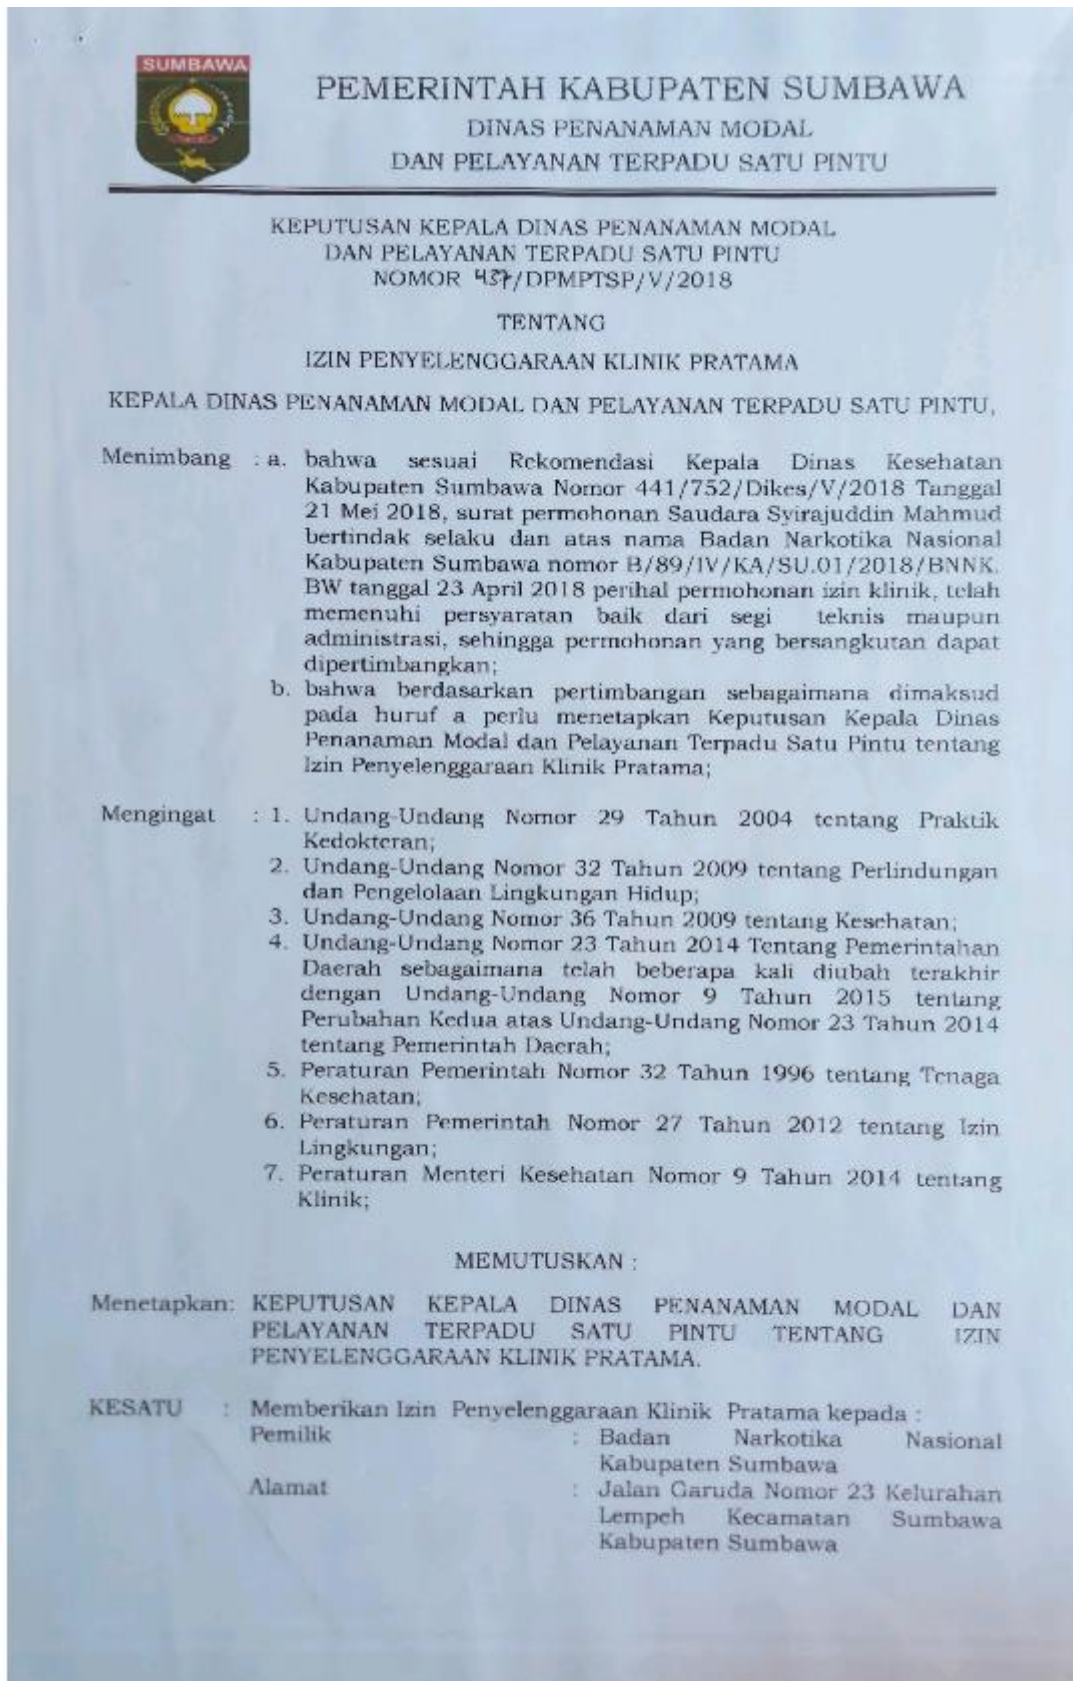 SUMBAWA
PEMERINTAH KABUPATEN SUMBAWA
DINAS PENANAMAN MODAL
DAN PELAYANAN TERPADU SATU PINTU
KEPUTUSAN KEPALA DINAS PENANAMAN MODAL
DAN PELAYANAN TERPADU SATU PINTU
NOMOR 437/DPMPTSP/V/2018
TENTANG
IZIN PENYELENGGARAAN KLINIK PRATAMA
KEPALA DINAS PENANAMAN MODAL DAN PELAYANAN TERPADU SATU PINTU,
Menimbang : a. bahwa sesuai Rekomendasi Kepala Dinas Kesehatan
Kabupaten Sumbawa Nomor 441/752/Dikes/V/2018 Tanggal
21 Mei 2018, surat permohonan Saudara Syirajuddin Mahmud
bertindak selaku dan atas nama Badan Narkotika Nasional
Kabupaten Sumbawa nomor B/89/IV/KA/SU.01/2018/BNNK.
BW tanggal 23 April 2018 perihal permohonan izin klinik, telah
memenuhi persyaratan baik dari segi teknis maupun
administrasi, sehingga permohonan yang bersangkutan dapat
dipertimbangkan;
b. bahwa berdasarkan pertimbangan sebagaimana dimaksud
pada huruf a perlu menetapkan Keputusan Kepala Dinas
Penanaman Modal dan Pelayanan Terpadu Satu Pintu tentang
Izin Penyelenggaraan Klinik Pratama;
Mengingat : 1. Undang-Undang Nomor 29 Tahun 2004 tentang Praktik
Kedokteran;
2. Undang-Undang Nomor 32 Tahun 2009 tentang Perlindungan
dan Pengelolaan Lingkungan Hidup;
3. Undang-Undang Nomor 36 Tahun 2009 tentang Kesehatan;
4. Undang-Undang Nomor 23 Tahun 2014 Tentang Pemerintahan
Daerah sebagaimana telah beberapa kali diubah terakhir
dengan Undang-Undang Nomor 9 Tahun 2015 tentang
Perubahan Kedua atas Undang-Undang Nomor 23 Tahun 2014
tentang Pemerintah Daerah;
5. Peraturan Pemerintah Nomor 32 Tahun 1996 tentang Tenaga
Kesehatan;
6. Peraturan Pemerintah Nomor 27 Tahun 2012 tentang Izin
Lingkungan;
7. Peraturan Menteri Kesehatan Nomor 9 Tahun 2014 tentang
Klinik;
MEMUTUSKAN :
Menetapkan: KEPUTUSAN KEPALA DINAS PENANAMAN MODAL DAN
PELAYANAN TERPADU SATU PINTU TENTANG IZIN
PENYELENGGARAAN KLINIK PRATAMA.
KESATU : Memberikan Izin Penyelenggaraan Klinik Pratama kepada :
Pemilik : Badan Narkotika Nasional
Kabupaten Sumbawa
Alamat : Jalan Garuda Nomor 23 Kelurahan
Lempeh Kecamatan Sumbawa
Kabupaten Sumbawa